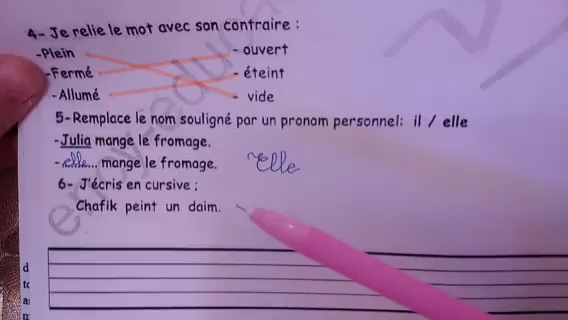 4- Je relie le mot avec son contraire :
-Plein - ouvert
-Fermé - éteint
-Allumé - vide
5-Remplace le nom souligné par un pronom personnel: il / elle
-Julia mange le fromage.
-elle... mange le fromage. Elle
6- J'écris en cursive ;
Chafik peint un daim.
d